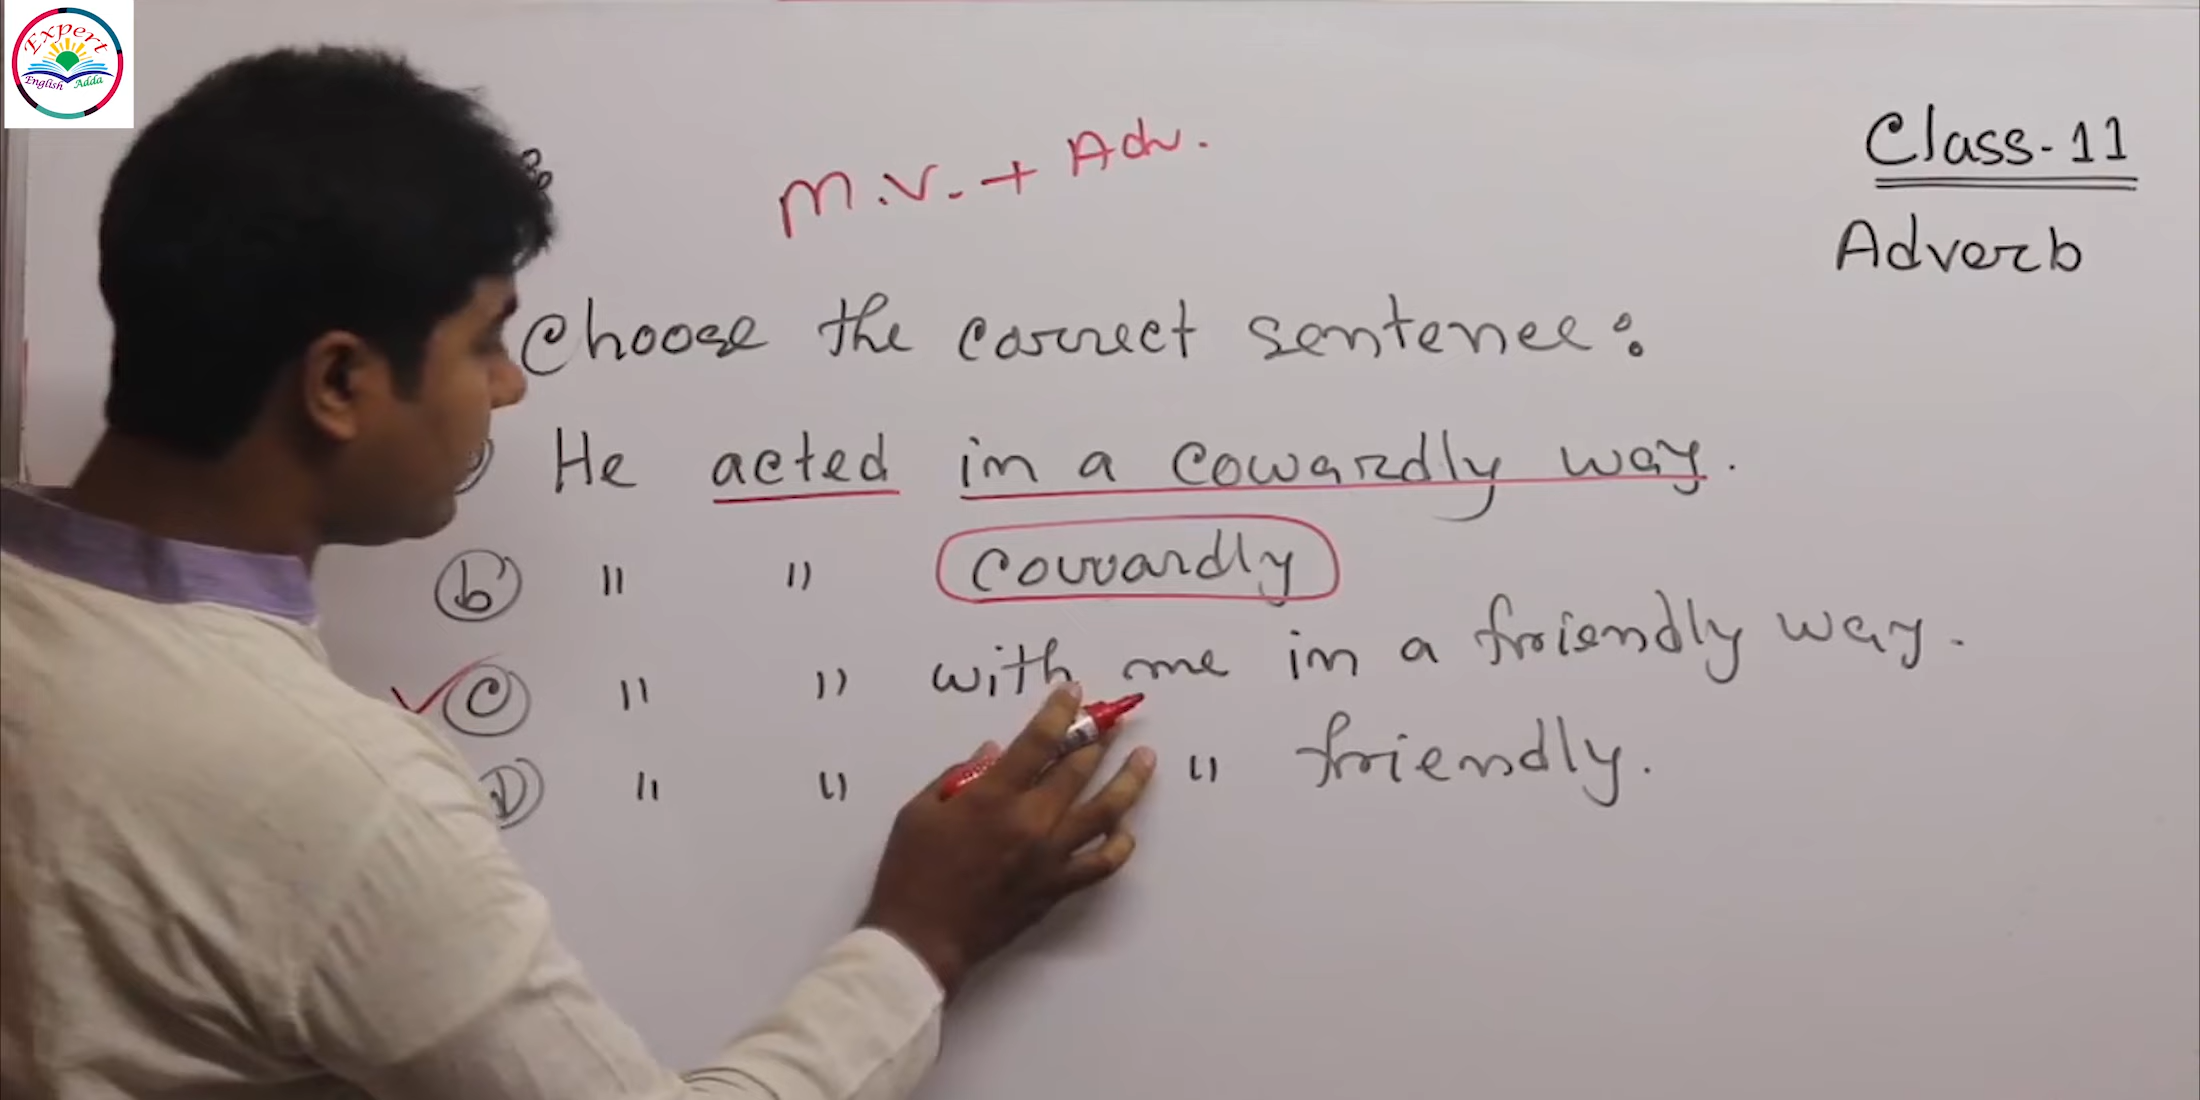 Expert
English Adda
Class-11
Adverb
M.V. + Adv.
Choose the correct sentence:
He acted in a cowardly way.
b " " cowardly
c " " with me in a friendly way.
D " " " friendly.